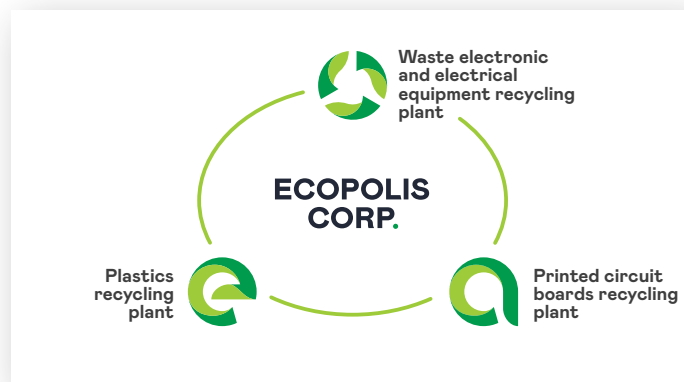 Waste electronic
and electrical
equipment recycling
plant
ECOPOLIS
CORP.
Plastics
recycling
plant
Printed circuit
boards recycling
plant